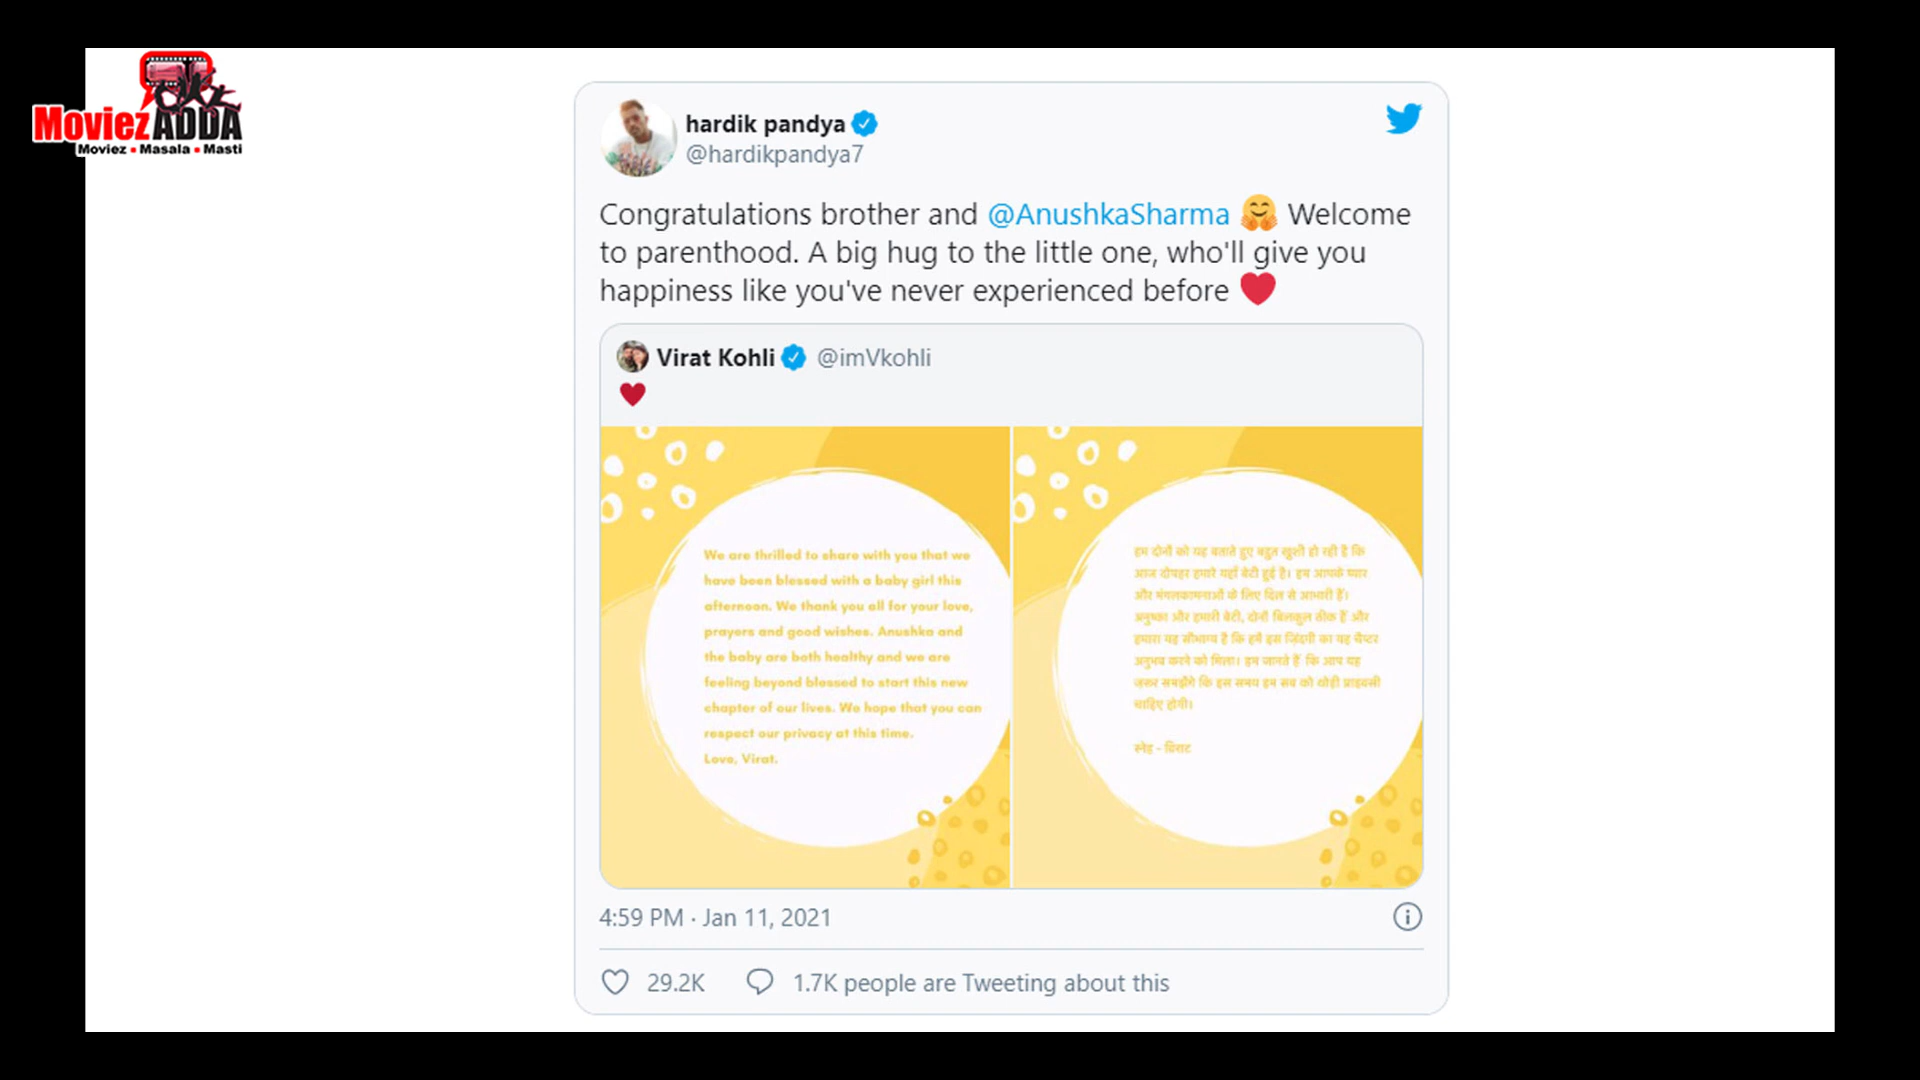 Moviez ADDA
Moviez • Masala • Masti
hardik pandya
@hardikpandya7
Congratulations brother and @AnushkaSharma 🤗 Welcome
to parenthood. A big hug to the little one, who'll give you
happiness like you've never experienced before ❤️
Virat Kohli @imVkohli
❤️
We are thrilled to share with you that we
have been blessed with a baby girl this
afternoon. We thank you all for your love,
prayers and good wishes. Anushka and
the baby are both healthy and we are
feeling beyond blessed to start this new
chapter of our lives. We hope that you can
respect our privacy at this time.
Love, Virat.
हम दोनों को यह बताते हुए बहुत खुशी हो रही है कि
आज दोपहर हमारे यहाँ बेटी हुई है। हम आपके प्यार
और मंगलकामनाओं के लिए दिल से आभारी हैं।
अनुष्का और हमारी बेटी, दोनों बिलकुल ठीक हैं और
हमारा यह सौभाग्य है कि हमें इस जिंदगी का यह चैप्टर
अनुभव करने को मिला। हम जानते हैं कि आप यह
जरूर समझेंगे कि इस समय हम सब को थोड़ी प्राइवसी
चाहिए होगी।
स्नेह - विराट
4:59 PM · Jan 11, 2021
29.2K 1.7K people are Tweeting about this